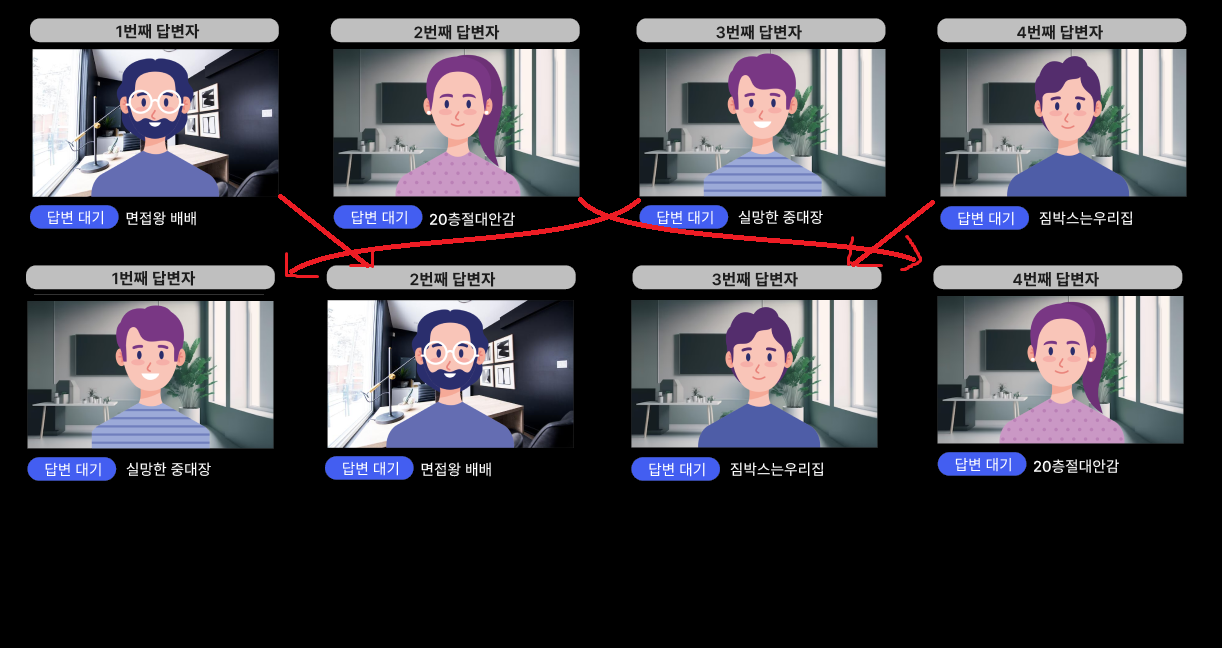 1번째 답변자
2번째 답변자
3번째 답변자
4번째 답변자
답변 대기 면접왕 배배
답변 대기 20층절대안감
답변 대기 실망한 중대장
답변 대기 짐박스는우리집
1번째 답변자
2번째 답변자
3번째 답변자
4번째 답변자
답변 대기 실망한 중대장
답변 대기 면접왕 배배
답변 대기 짐박스는우리집
답변 대기 20층절대안감